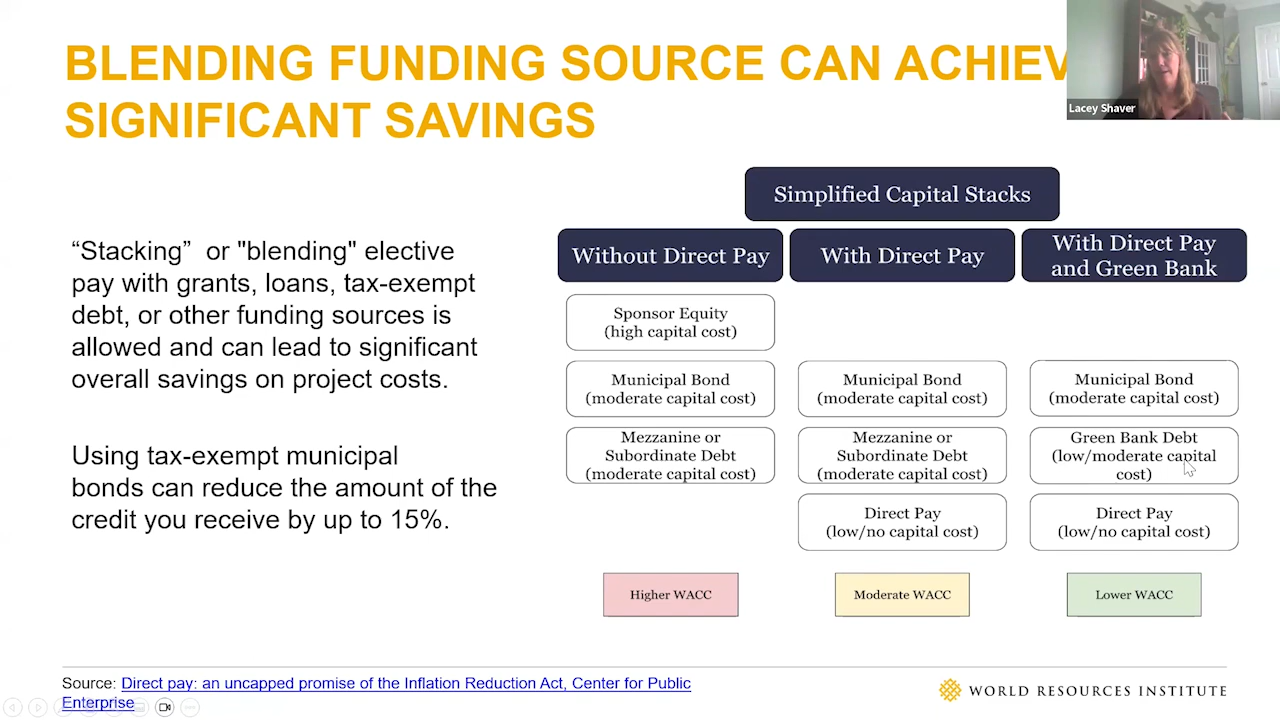 BLENDING FUNDING SOURCE CAN ACHIEV
SIGNIFICANT SAVINGS
Lacey Shaver
“Stacking” or "blending" elective
pay with grants, loans, tax-exempt
debt, or other funding sources is
allowed and can lead to significant
overall savings on project costs.
Using tax-exempt municipal
bonds can reduce the amount of the
credit you receive by up to 15%.
Simplified Capital Stacks
Without Direct Pay
Sponsor Equity
(high capital cost)
Municipal Bond
(moderate capital cost)
Mezzanine or
Subordinate Debt
(moderate capital cost)
Higher WACC
With Direct Pay
Municipal Bond
(moderate capital cost)
Mezzanine or
Subordinate Debt
(moderate capital cost)
Direct Pay
(low/no capital cost)
Moderate WACC
With Direct Pay
and Green Bank
Municipal Bond
(moderate capital cost)
Green Bank Debt
(low/moderate capital
cost)
Direct Pay
(low/no capital cost)
Lower WACC
Source: Direct pay: an uncapped promise of the Inflation Reduction Act, Center for Public
Enterprise
WORLD RESOURCES INSTITUTE